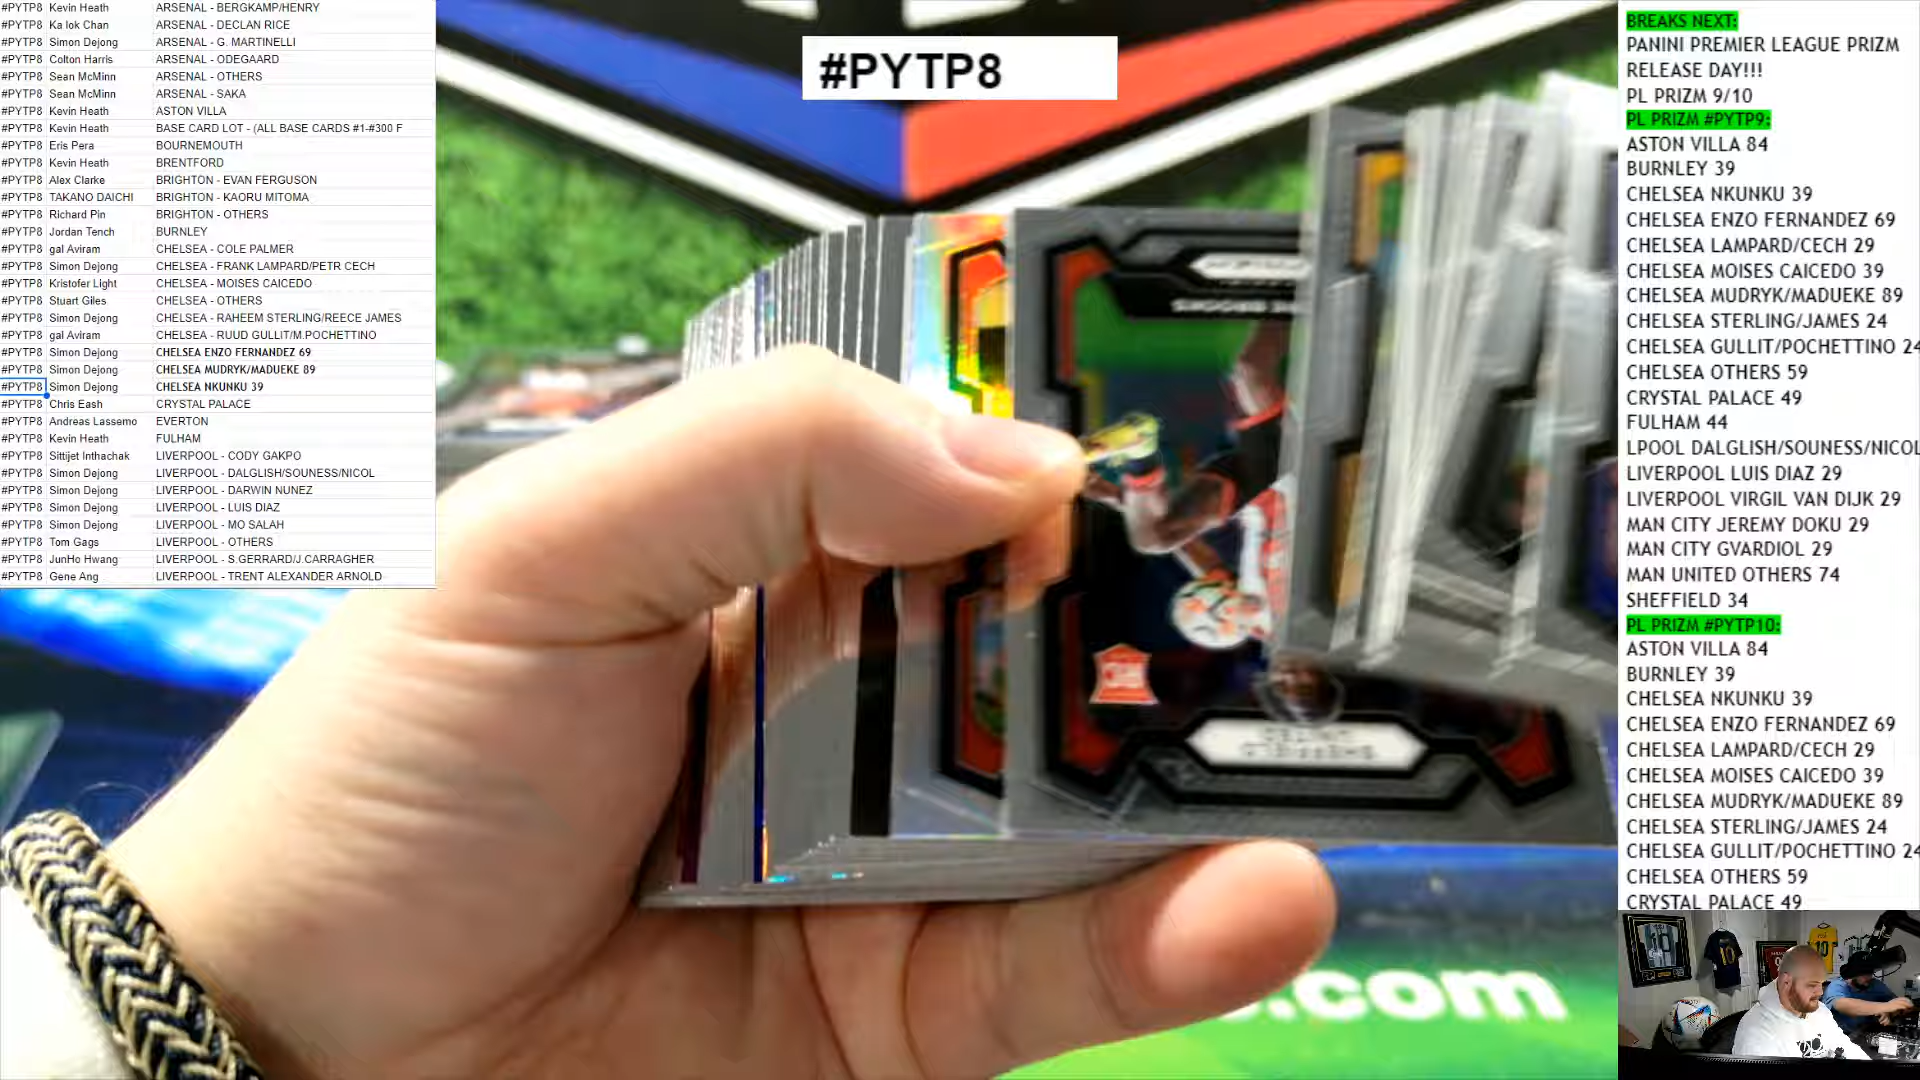 #PYTP8 Kevin Heath ARSENAL - BERGKAMP/HENRY
#PYTP8 Ka lok Chan ARSENAL - DECLAN RICE
#PYTP8 Simon Dejong ARSENAL - G. MARTINELLI
#PYTP8 Colton Harris ARSENAL - ODEGAARD
#PYTP8 Sean McMinn ARSENAL - OTHERS
#PYTP8 Sean McMinn ARSENAL - SAKA
#PYTP8 Kevin Heath ASTON VILLA
#PYTP8 Kevin Heath BASE CARD LOT - (ALL BASE CARDS #1-#300 F
#PYTP8 Eris Pera BOURNEMOUTH
#PYTP8 Kevin Heath BRENTFORD
#PYTP8 Alex Clarke BRIGHTON - EVAN FERGUSON
#PYTP8 TAKANO DAICHI BRIGHTON - KAORU MITOMA
#PYTP8 Richard Pin BRIGHTON - OTHERS
#PYTP8 Jordan Tench BURNLEY
#PYTP8 gal Aviram CHELSEA - COLE PALMER
#PYTP8 Simon Dejong CHELSEA - FRANK LAMPARD/PETR CECH
#PYTP8 Kristofer Light CHELSEA - MOISES CAICEDO
#PYTP8 Stuart Giles CHELSEA - OTHERS
#PYTP8 Simon Dejong CHELSEA - RAHEEM STERLING/REECE JAMES
#PYTP8 gal Aviram CHELSEA - RUUD GULLIT/M.POCHETTINO
#PYTP8 Simon Dejong CHELSEA ENZO FERNANDEZ 69
#PYTP8 Simon Dejong CHELSEA MUDRYK/MADUEKE 89
#PYTP8 Simon Dejong CHELSEA NKUNKU 39
#PYTP8 Chris Eash CRYSTAL PALACE
#PYTP8 Andreas Lassemo EVERTON
#PYTP8 Kevin Heath FULHAM
#PYTP8 Sittijet Inthachak LIVERPOOL - CODY GAKPO
#PYTP8 Simon Dejong LIVERPOOL - DALGLISH/SOUNESS/NICOL
#PYTP8 Simon Dejong LIVERPOOL - DARWIN NUNEZ
#PYTP8 Simon Dejong LIVERPOOL - LUIS DIAZ
#PYTP8 Simon Dejong LIVERPOOL - MO SALAH
#PYTP8 Tom Gags LIVERPOOL - OTHERS
#PYTP8 JunHo Hwang LIVERPOOL - S.GERRARD/J.CARRAGHER
#PYTP8 Gene Ang LIVERPOOL - TRENT ALEXANDER ARNOLD
#PYTP8
SHEFFIELD
UNITED
.com
BREAKS NEXT:
PANINI PREMIER LEAGUE PRIZM
RELEASE DAY!!!
PL PRIZM 9/10
PL PRIZM #PYTP9:
ASTON VILLA 84
BURNLEY 39
CHELSEA NKUNKU 39
CHELSEA ENZO FERNANDEZ 69
CHELSEA LAMPARD/CECH 29
CHELSEA MOISES CAICEDO 39
CHELSEA MUDRYK/MADUEKE 89
CHELSEA STERLING/JAMES 24
CHELSEA GULLIT/POCHETTINO 24
CHELSEA OTHERS 59
CRYSTAL PALACE 49
FULHAM 44
LPOOL DALGLISH/SOUNESS/NICOL
LIVERPOOL LUIS DIAZ 29
LIVERPOOL VIRGIL VAN DIJK 29
MAN CITY JEREMY DOKU 29
MAN CITY GVARDIOL 29
MAN UNITED OTHERS 74
SHEFFIELD 34
PL PRIZM #PYTP10:
ASTON VILLA 84
BURNLEY 39
CHELSEA NKUNKU 39
CHELSEA ENZO FERNANDEZ 69
CHELSEA LAMPARD/CECH 29
CHELSEA MOISES CAICEDO 39
CHELSEA MUDRYK/MADUEKE 89
CHELSEA STERLING/JAMES 24
CHELSEA GULLIT/POCHETTINO 24
CHELSEA OTHERS 59
CRYSTAL PALACE 49